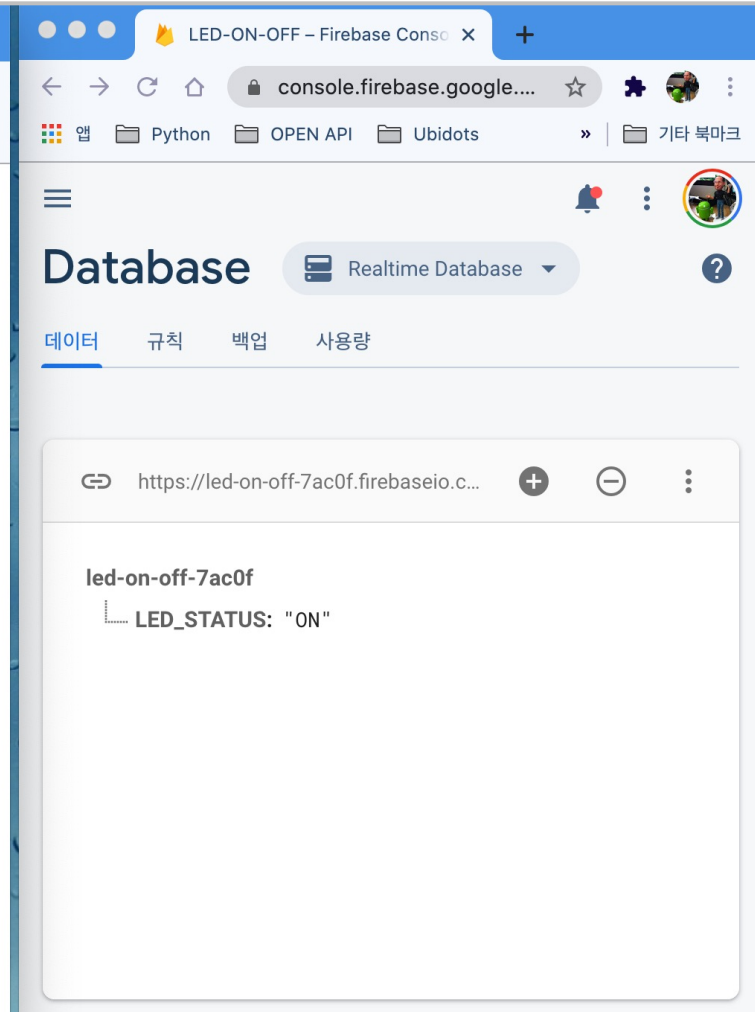 LED-ON-OFF – Firebase Conso
console.firebase.google....
앱 Python OPEN API Ubidots » 기타 북마크
Database Realtime Database
데이터 규칙 백업 사용량
https://led-on-off-7ac0f.firebaseio.c...
led-on-off-7ac0f
LED_STATUS: "ON"